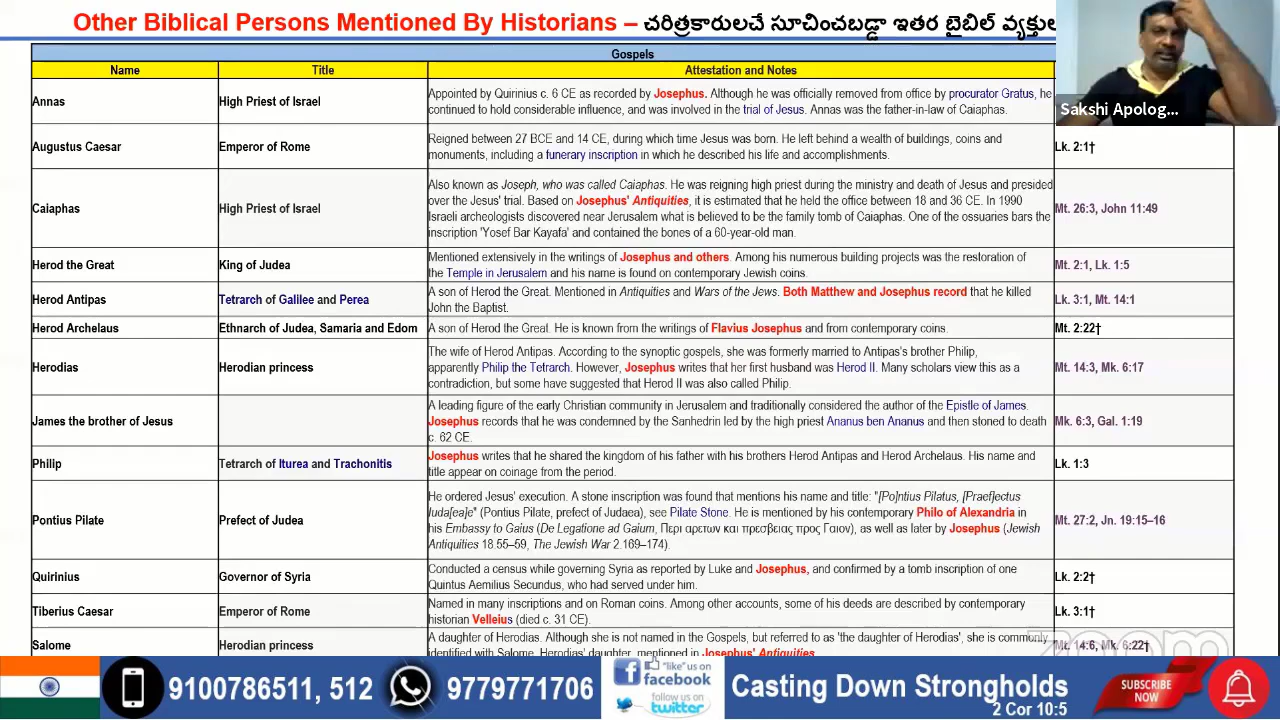 Other Biblical Persons Mentioned By Historians – చరిత్రకారులచే సూచించబడ్డా ఇతర బైబిల్ వ్యక్తుల
Gospels
Name Title Attestation and Notes
Annas High Priest of Israel Appointed by Quirinius c. 6 CE as recorded by Josephus. Although he was officially removed from office by procurator Gratus, he
continued to hold considerable influence, and was involved in the trial of Jesus. Annas was the father-in-law of Caiaphas.
Sakshi Apolog...
Augustus Caesar Emperor of Rome Reigned between 27 BCE and 14 CE, during which time Jesus was born. He left behind a wealth of buildings, coins and
monuments, including a funerary inscription in which he described his life and accomplishments.
Lk. 2:1†
Caiaphas High Priest of Israel Also known as Joseph, who was called Caiaphas. He was reigning high priest during the ministry and death of Jesus and presided
over the Jesus' trial. Based on Josephus' Antiquities, it is estimated that he held the office between 18 and 36 CE. In 1990
Israeli archeologists discovered near Jerusalem what is believed to be the family tomb of Caiaphas. One of the ossuaries bars the
inscription 'Yosef Bar Kayafa' and contained the bones of a 60-year-old man.
Mt. 26:3, John 11:49
Herod the Great King of Judea Mentioned extensively in the writings of Josephus and others. Among his numerous building projects was the restoration of
the Temple in Jerusalem and his name is found on contemporary Jewish coins.
Mt. 2:1, Lk. 1:5
Herod Antipas Tetrarch of Galilee and Perea A son of Herod the Great. Mentioned in Antiquities and Wars of the Jews. Both Matthew and Josephus record that he killed
John the Baptist.
Lk. 3:1, Mt. 14:1
Herod Archelaus Ethnarch of Judea, Samaria and Edom A son of Herod the Great. He is known from the writings of Flavius Josephus and from contemporary coins. Mt. 2:22†
Herodias Herodian princess The wife of Herod Antipas. According to the synoptic gospels, she was formerly married to Antipas's brother Philip,
apparently Philip the Tetrarch. However, Josephus writes that her first husband was Herod II. Many scholars view this as a
contradiction, but some have suggested that Herod II was also called Philip.
Mt. 14:3, Mk. 6:17
James the brother of Jesus A leading figure of the early Christian community in Jerusalem and traditionally considered the author of the Epistle of James.
Josephus records that he was condemned by the Sanhedrin led by the high priest Ananus ben Ananus and then stoned to death
c. 62 CE.
Mk. 6:3, Gal. 1:19
Philip Tetrarch of Iturea and Trachonitis Josephus writes that he shared the kingdom of his father with his brothers Herod Antipas and Herod Archelaus. His name and
title appear on coinage from the period.
Lk. 1:3
Pontius Pilate Prefect of Judea He ordered Jesus' execution. A stone inscription was found that mentions his name and title: "[Po]ntius Pilatus, [Praef]ectus
Iuda[ea]e" (Pontius Pilate, prefect of Judaea), see Pilate Stone. He is mentioned by his contemporary Philo of Alexandria in
his Embassy to Gaius (De Legatione ad Gaium, Περι αρετων και πρεσβειας προς Γαιον), as well as later by Josephus (Jewish
Antiquities 18.55–59, The Jewish War 2.169–174).
Mt. 27:2, Jn. 19:15–16
Quirinius Governor of Syria Conducted a census while governing Syria as reported by Luke and Josephus, and confirmed by a tomb inscription of one
Quintus Aemilius Secundus, who had served under him.
Lk. 2:2†
Tiberius Caesar Emperor of Rome Named in many inscriptions and on Roman coins. Among other accounts, some of his deeds are described by contemporary
historian Velleius (died c. 31 CE).
Lk. 3:1†
Salome Herodian princess A daughter of Herodias. Although she is not named in the Gospels, but referred to as 'the daughter of Herodias', she is commonly
identified with Salome, Herodias' daughter, mentioned in Josephus' Antiquities
Mt. 14:6, Mk. 6:22†
zoom
9100786511, 512 9779771706
"like" us on
facebook
follow us on
twitter
Casting Down Strongholds
2 Cor 10:5
SUBSCRIBE
NOW